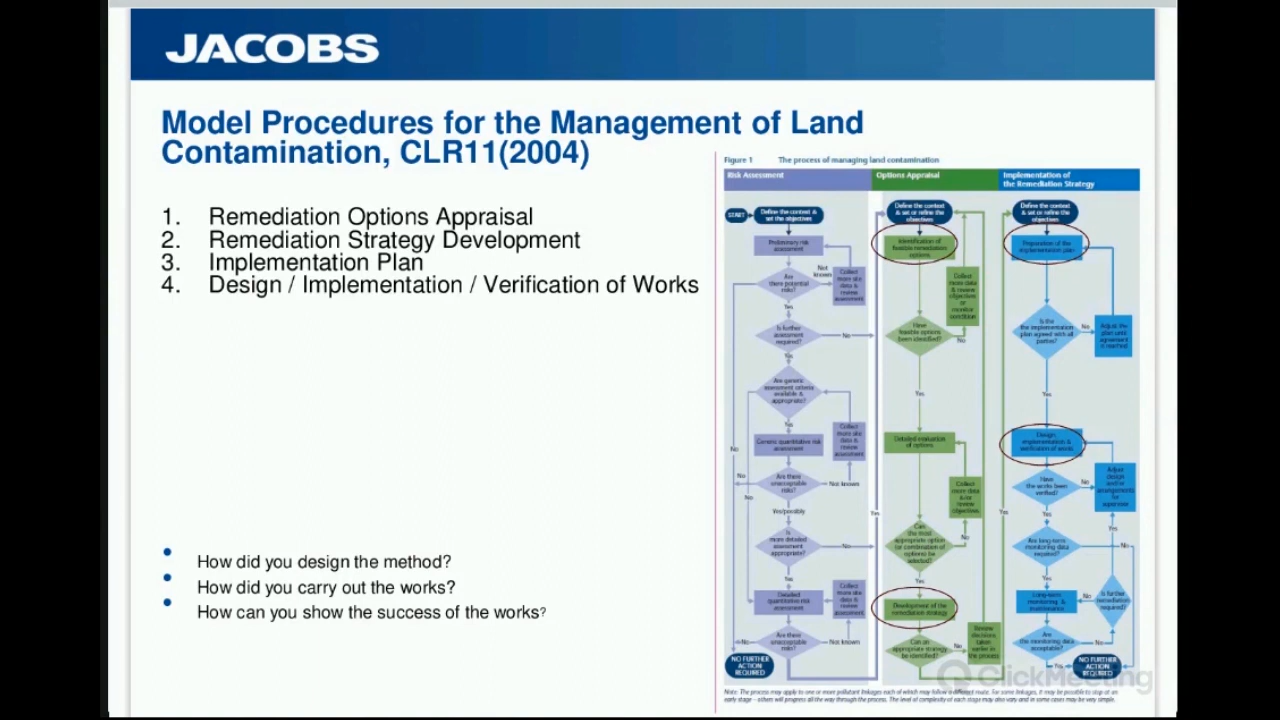 JACOBS
Model Procedures for the Management of Land
Contamination, CLR11(2004)
1. Remediation Options Appraisal
2. Remediation Strategy Development
3. Implementation Plan
4. Design / Implementation / Verification of Works
• How did you design the method?
• How did you carry out the works?
• How can you show the success of the works?
Figure 1 The process of managing land contamination
Risk Assessment
START
Define the context &
set the objectives
Preliminary risk
assessment
Are
there potential
risks?
Not
known
Collect
more site
data &
review
assessment
Yes
Is further
assessment
required?
No
Yes
Are generic
assessment criteria
available &
appropriate?
Yes
No
Generic quantitative risk
assessment
Collect
more site
data &
review
assessment
Are there
unacceptable
risks?
Not known
No
No
Yes/possibly
Is
more detailed
assessment
appropriate?
No
Yes
Detailed
quantitative risk
assessment
Collect
more site
data &
review
assessment
Are there
unacceptable
risks?
Not known
No
Yes
NO FURTHER
ACTION
REQUIRED
Options Appraisal
Define the context
& set or refine the
objectives
Identification of
feasible remediation
options
Collect
more data
& review
objectives
or
monitor
condition
Have
feasible options
been identified?
No
Yes
Detailed evaluation
of options
Collect
more data
&/or
review
objectives
Can
the most
appropriate option
(or combination of
options) be
selected?
No
Yes
Development of the
remediation strategy
Can an
appropriate strategy
be identified?
No
Review
decisions
taken
earlier in
the process
Yes
Implementation of
the Remediation Strategy
Define the context
& set or refine the
objectives
Preparation of the
implementation plan
Is the
implementation
plan agreed with all
parties?
No
Adjust the
plan until
agreement
is reached
Yes
Design,
implementation &
verification of works
Have
the works been
verified?
No
Adjust
design
and/or
arrangements
for
supervision
Yes
Yes
Are long-term
monitoring data
required?
No
Yes
Long-term
monitoring &
maintenance
No
Is further
remediation
required?
Are
the monitoring data
acceptable?
No
Yes
NO FURTHER
ACTION
REQUIRED
ClickMeeting
Note: The process may apply to one or more pollutant linkages each of which may follow a different route. For some linkages, it may be possible to stop at an
early stage – others will progress all the way through the process. The level of complexity of each stage may also vary and in some cases may be very simple.